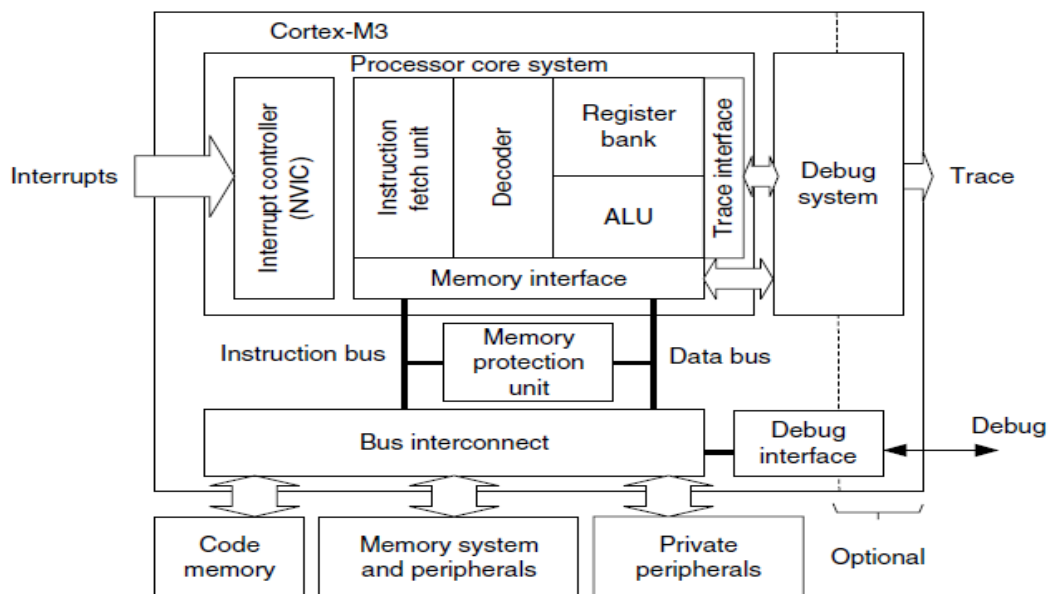 Cortex-M3
Processor core system
Interrupts
Interrupt controller
(NVIC)
Instruction
fetch unit
Decoder
Register
bank
ALU
Trace interface
Memory interface
Debug
system
Trace
Instruction bus
Memory
protection
unit
Data bus
Bus interconnect
Debug
interface
Debug
Code
memory
Memory system
and peripherals
Private
peripherals
Optional